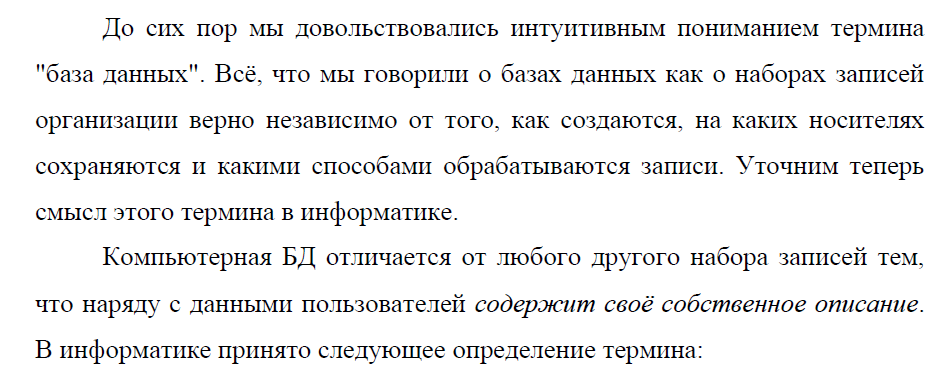 До сих пор мы довольствовались интуитивным пониманием термина
"база данных". Всё, что мы говорили о базах данных как о наборах записей
организации верно независимо от того, как создаются, на каких носителях
сохраняются и какими способами обрабатываются записи. Уточним теперь
смысл этого термина в информатике.
Компьютерная БД отличается от любого другого набора записей тем,
что наряду с данными пользователей содержит своё собственное описание.
В информатике принято следующее определение термина: